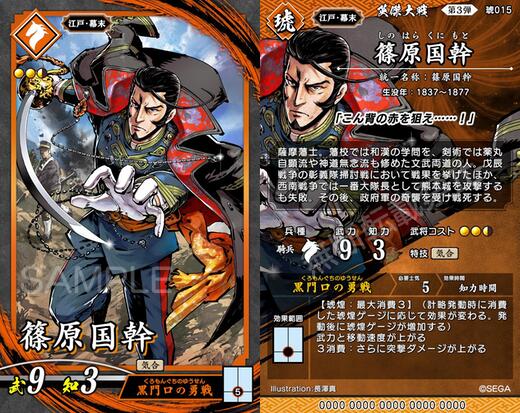 SAMPLE
篠原国幹
気合
武9 知3
くろもんぐちのゆうせん
黒門口の勇戦
5
琥
江戸・幕末
英傑大戦
第3弾
琥015
しのはらくにもと
篠原国幹
統一名称:篠原国幹
生没年:1837~1877
「こん背の赤を狙え……!」
薩摩藩士。藩校では和漢の学問を、剣術では薬丸
自顕流や神道無念流も修めた文武両道の人。戊辰
戦争の彰義隊掃討戦において戦果を挙げたほか、
西南戦争では一番大隊長として熊本城を攻撃する
も失敗。その後、政府軍の奇襲を受け戦死する。
兵種 武力 知力 武将コスト
騎兵 9 3 特技 気合
くろもんぐちのゆうせん 必要士気 効果時間
黒門口の勇戦 5 知力時間
効果範囲
【琥煌:最大消費3】(計略発動時に消費
した琥煌ゲージに応じて効果が変わる。発
動後に琥煌ゲージが増加する)
武力と移動速度が上がる
3消費:さらに突撃ダメージが上がる
Illustration:長澤真
©SEGA
0000 0000 0000 0000 0000
江戸・幕末
無断転載